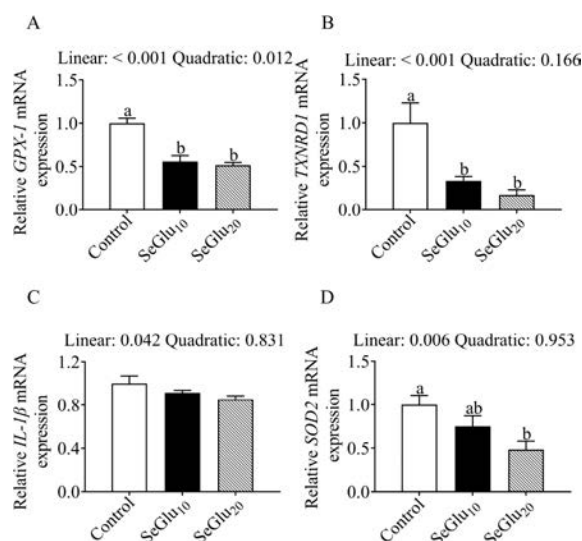 A
Linear: < 0.001 Quadratic: 0.012
Relative GPX-1 mRNA
expression
1.5
1.0
0.5
0.0
a
b
b
Control
SeGlu10
SeGlu20
B
Linear: < 0.001 Quadratic: 0.166
Relative TXNRD1 mRNA
expression
1.5
1.0
0.5
0.0
a
b
b
Control
SeGlu10
SeGlu20
C
Linear: 0.042 Quadratic: 0.831
Relative IL-1β mRNA
expression
1.2
0.8
0.4
0.0
Control
SeGlu10
SeGlu20
D
Linear: 0.006 Quadratic: 0.953
Relative SOD2 mRNA
expression
1.5
1.0
0.5
0.0
a
ab
b
Control
SeGlu10
SeGlu20